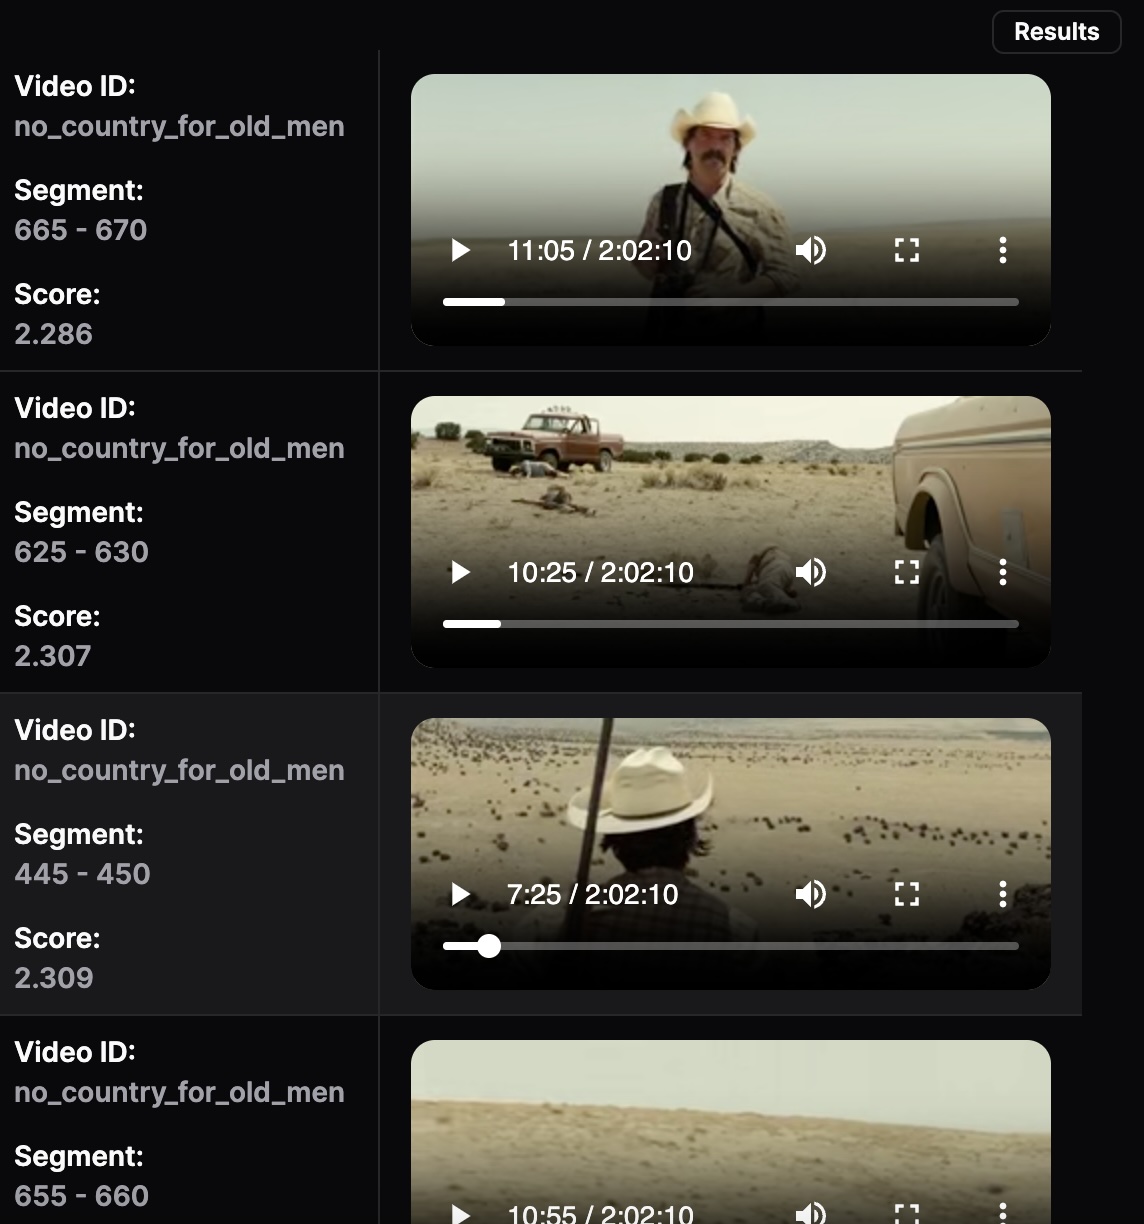 Results
Video ID:
no_country_for_old_men
Segment:
665 - 670
Score:
2.286
11:05 / 2:02:10
Video ID:
no_country_for_old_men
Segment:
625 - 630
Score:
2.307
10:25 / 2:02:10
Video ID:
no_country_for_old_men
Segment:
445 - 450
Score:
2.309
7:25 / 2:02:10
Video ID:
no_country_for_old_men
Segment:
655 - 660
10:55 / 2:02:10